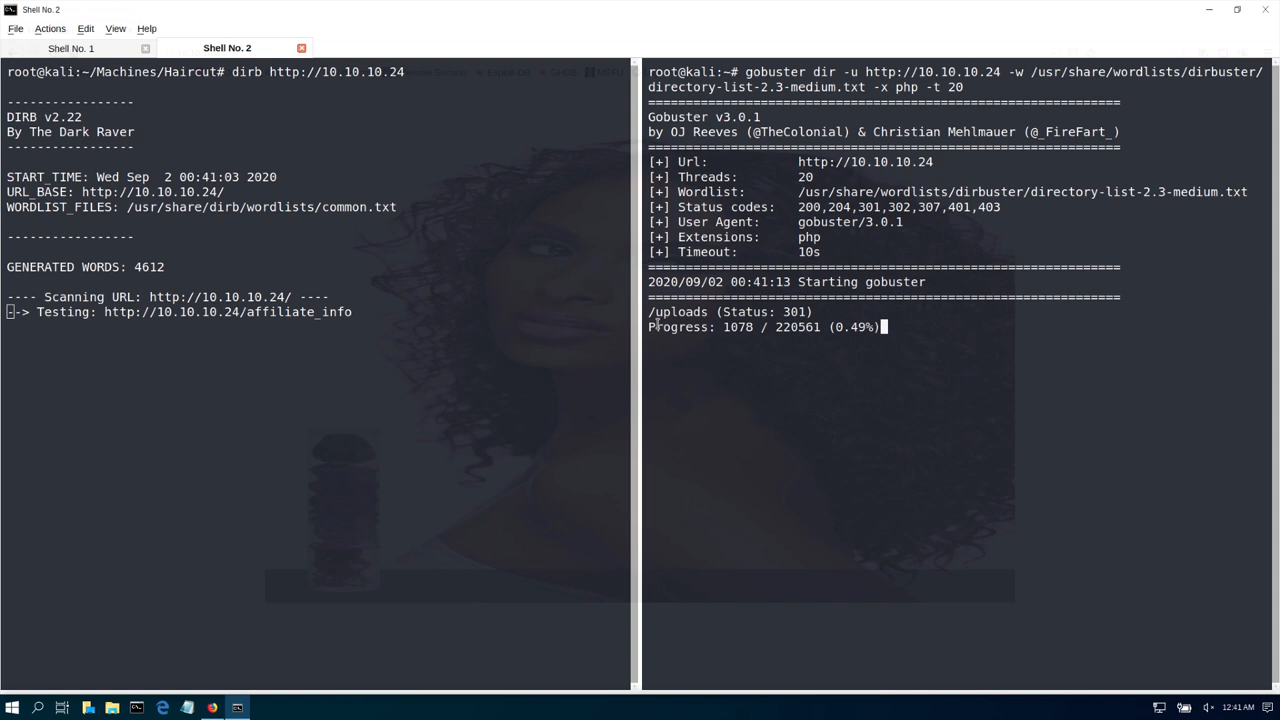 Shell No. 2
File Actions Edit View Help
Shell No. 1
Shell No. 2
root@kali:~/Machines/Haircut# dirb http://10.10.10.24
-----------------
DIRB v2.22
By The Dark Raver
-----------------
START_TIME: Wed Sep  2 00:41:03 2020
URL_BASE: http://10.10.10.24/
WORDLIST_FILES: /usr/share/dirb/wordlists/common.txt
-----------------
GENERATED WORDS: 4612
---- Scanning URL: http://10.10.10.24/ ----
--> Testing: http://10.10.10.24/affiliate_info
root@kali:~# gobuster dir -u http://10.10.10.24 -w /usr/share/wordlists/dirbuster/
directory-list-2.3-medium.txt -x php -t 20
===============================================================
Gobuster v3.0.1
by OJ Reeves (@TheColonial) & Christian Mehlmauer (@_FireFart_)
===============================================================
[+] Url:            http://10.10.10.24
[+] Threads:        20
[+] Wordlist:       /usr/share/wordlists/dirbuster/directory-list-2.3-medium.txt
[+] Status codes:   200,204,301,302,307,401,403
[+] User Agent:     gobuster/3.0.1
[+] Extensions:     php
[+] Timeout:        10s
===============================================================
2020/09/02 00:41:13 Starting gobuster
===============================================================
/uploads (Status: 301)
Progress: 1078 / 220561 (0.49%)
12:41 AM